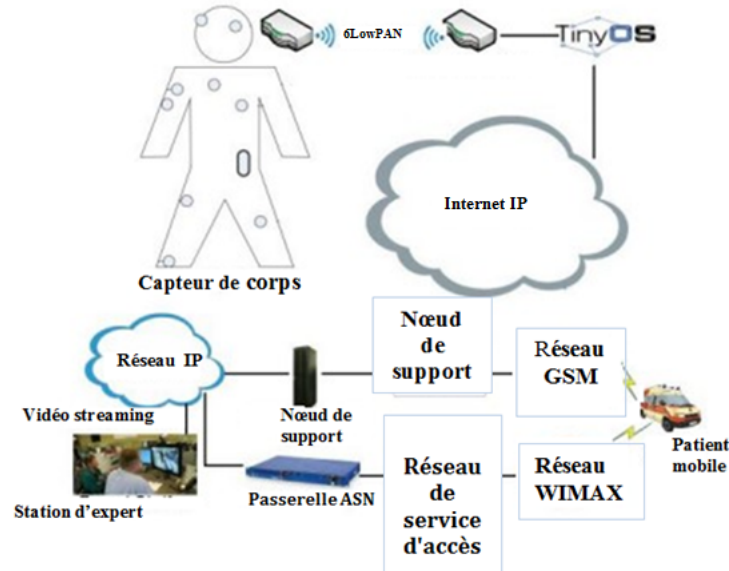 6LowPAN
TinyOS
Internet IP
Capteur de corps
Réseau IP
Nœud
de
support
Réseau
GSM
Vidéo streaming
Nœud de
support
Patient
mobile
Station d'expert
Passerelle ASN
Réseau
de
service
d'accès
Réseau
WIMAX